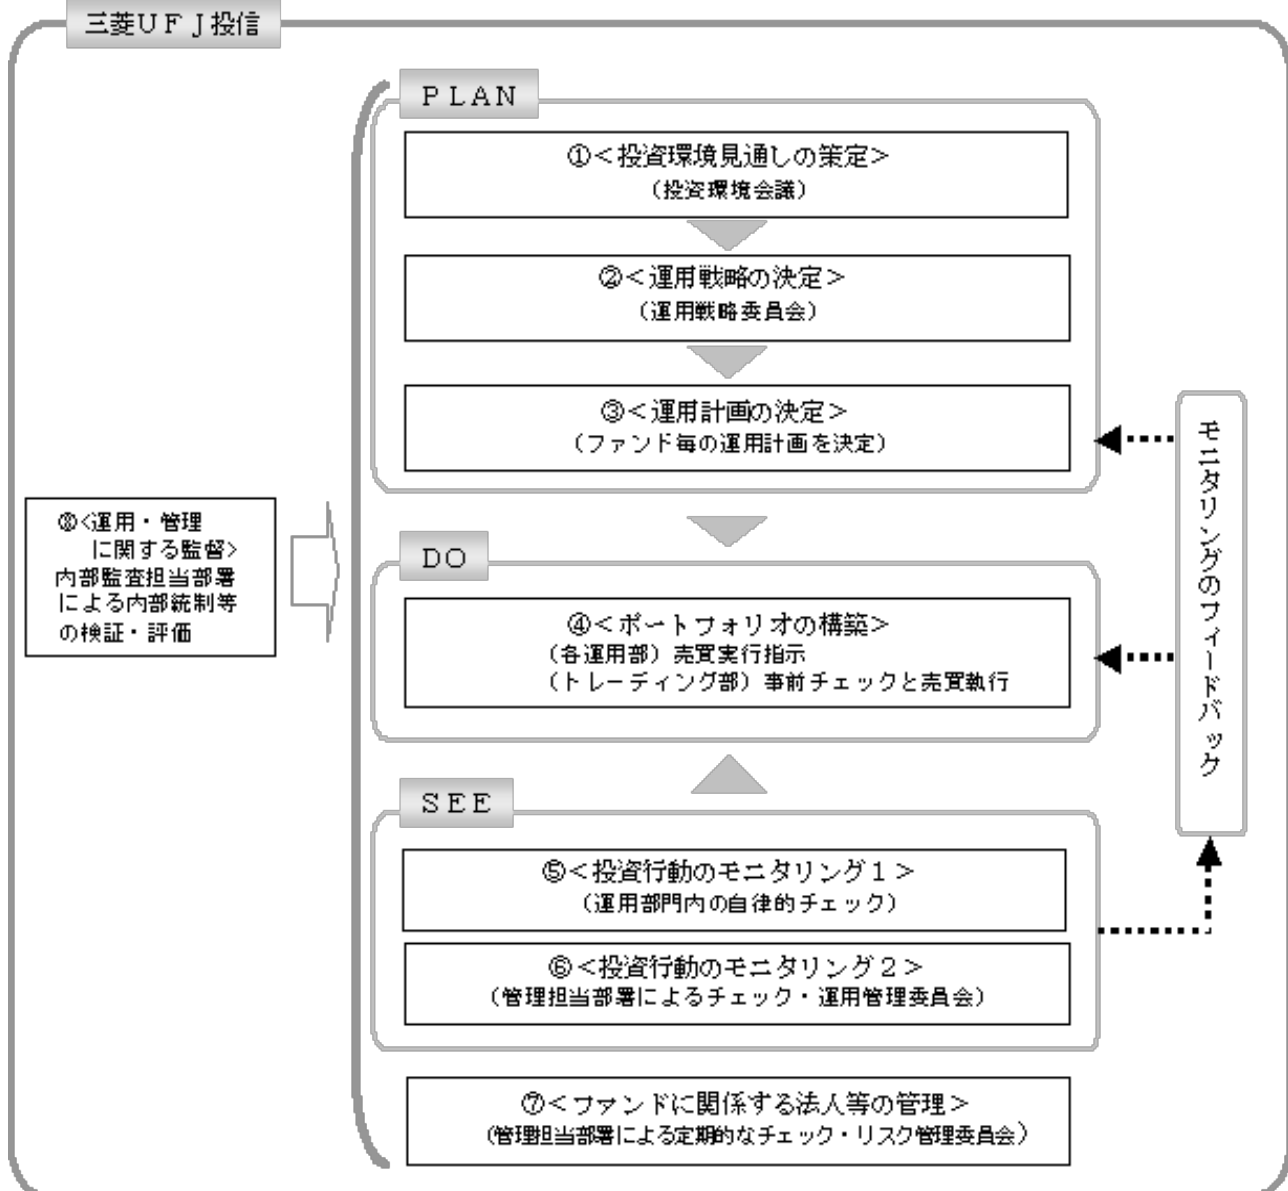 三菱ＵＦＪ投信
ＰＬＡＮ
①＜投資環境見通しの策定＞
（投資環境会議）
②＜運用戦略の決定＞
（運用戦略委員会）
③＜運用計画の決定＞
（ファンド毎の運用計画を決定）
モニタリングのフィードバック
⑧<運用・管理
に関する監督>
内部監査担当部署
による内部統制等
の検証・評価
ＤＯ
④＜ポートフォリオの構築＞
（各運用部）売買実行指示
（トレーディング部）事前チェックと売買執行
ＳＥＥ
⑤＜投資行動のモニタリング１＞
（運用部門内の自律的チェック）
⑥＜投資行動のモニタリング２＞
（管理担当部署によるチェック・運用管理委員会）
⑦＜ファンドに関係する法人等の管理＞
（管理担当部署による定期的なチェック・リスク管理委員会）